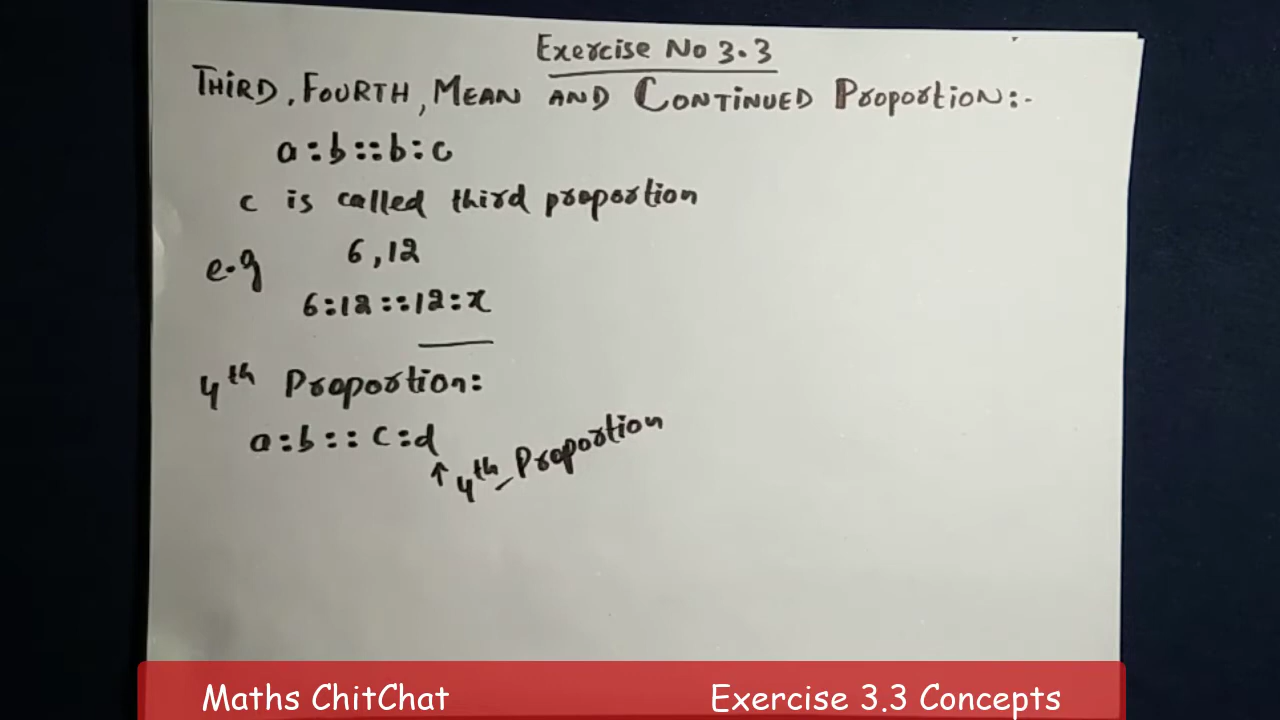 Exercise No 3.3
THIRD, FOURTH, MEAN AND CONTINUED Proportion:-
a:b::b:c
c is called third proportion
e.g 6,12
6:12::12:x
4th Proportion:
a:b::c:d
↑ 4th Proportion
Maths ChitChat Exercise 3.3 Concepts